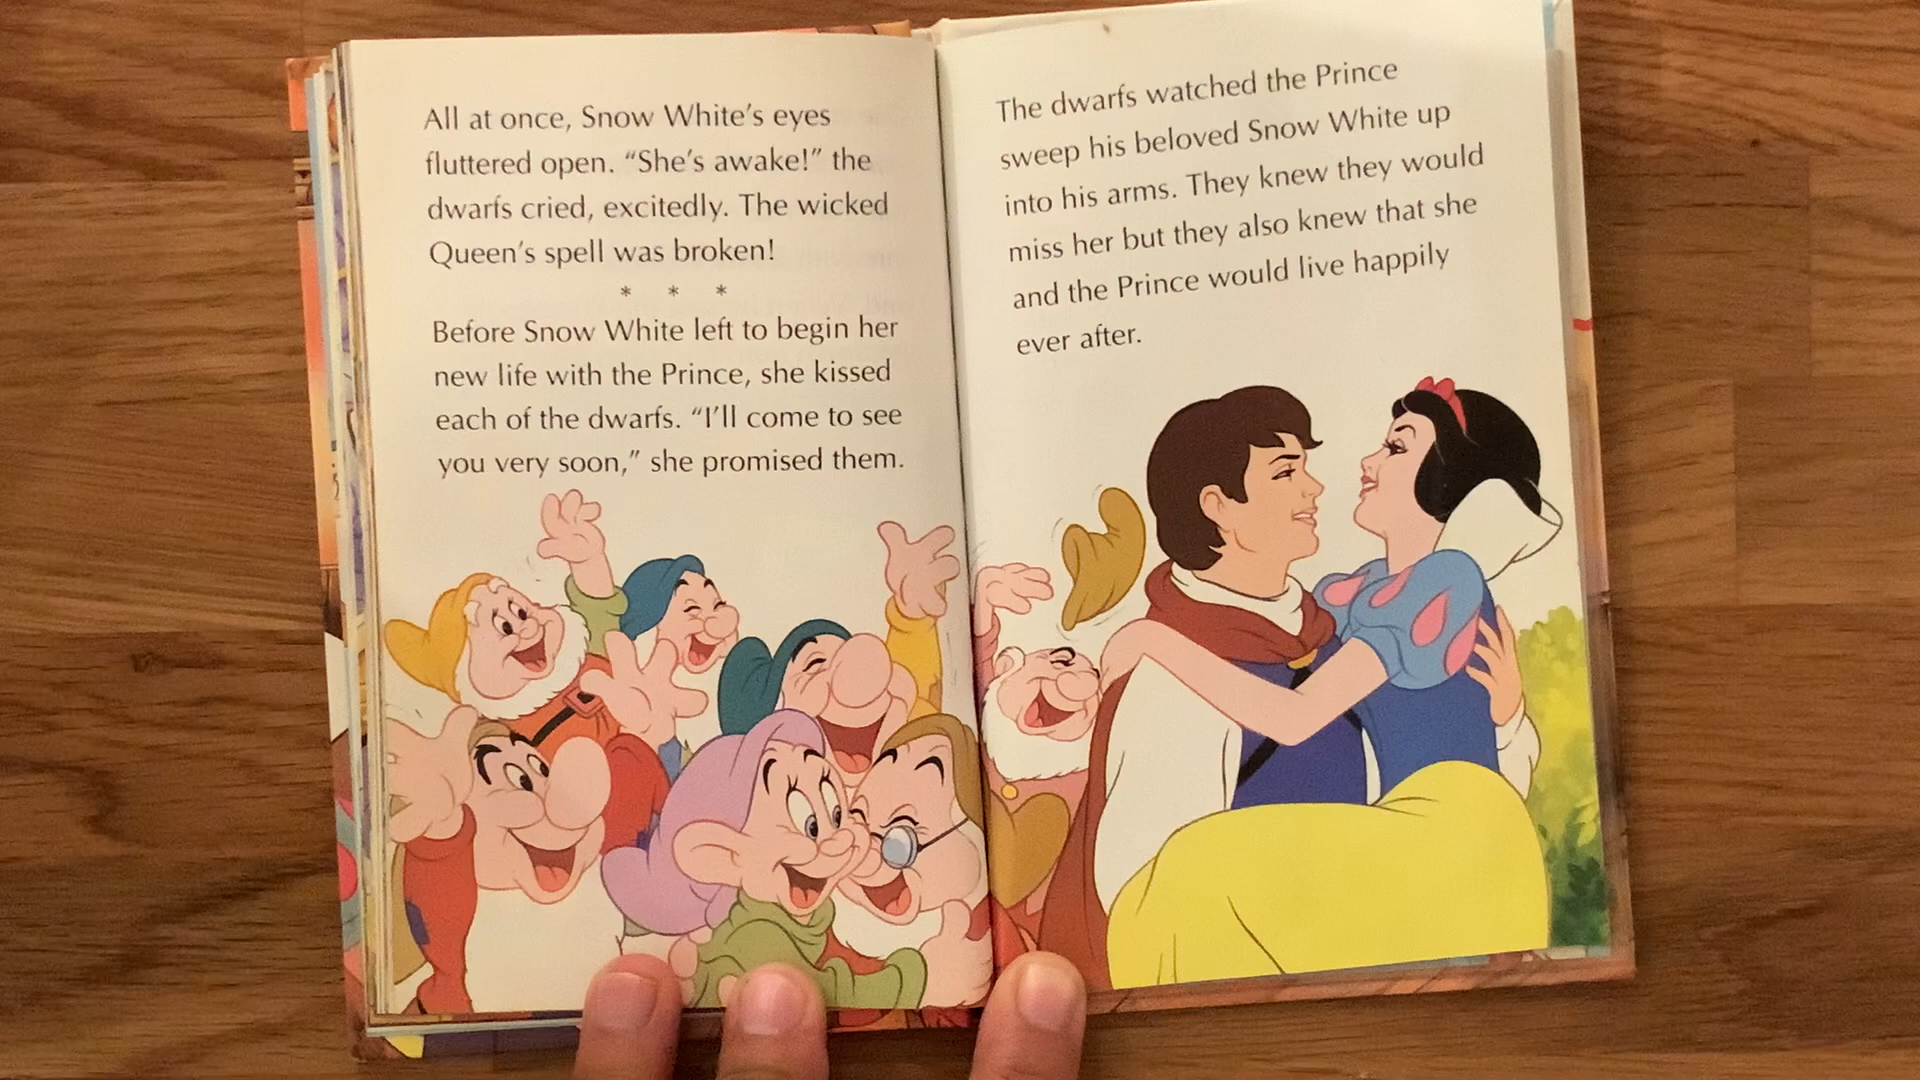 All at once, Snow White’s eyes
fluttered open. “She’s awake!” the
dwarfs cried, excitedly. The wicked
Queen’s spell was broken!
* * *
Before Snow White left to begin her
new life with the Prince, she kissed
each of the dwarfs. “I’ll come to see
you very soon,” she promised them.
The dwarfs watched the Prince
sweep his beloved Snow White up
into his arms. They knew they would
miss her but they also knew that she
and the Prince would live happily
ever after.